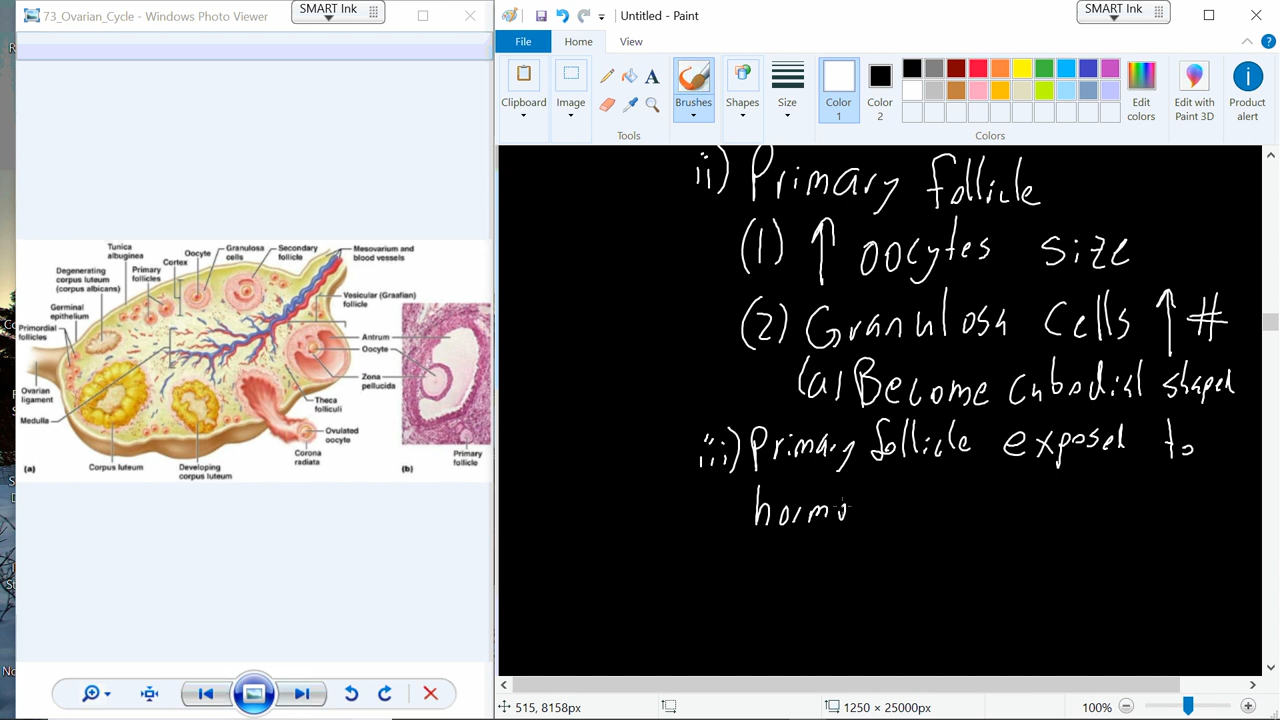 73_Ovarian_Cycle - Windows Photo Viewer
SMART Ink
Untitled - Paint
SMART Ink
File
Home
View
Clipboard
Image
Tools
Brushes
Shapes
Size
Color 1
Color 2
Colors
Edit colors
Edit with Paint 3D
Product alert
Tunica albuginea
Oocyte
Granulosa cells
Secondary follicle
Mesovarium and blood vessels
Degenerating corpus luteum (corpus albicans)
Primary follicles
Cortex
Germinal epithelium
Primordial follicles
Vesicular (Graafian) follicle
Antrum
Oocyte
Zona pellucida
Ovarian ligament
Medulla
Theca folliculi
Ovulated oocyte
Corona radiata
Corpus luteum
Developing corpus luteum
Primary follicle
(a)
(b)
ii) Primary follicle
(1) ↑ oocytes size
(2) Granulosa Cells ↑ #
(a) Become cubodial shaped
iii) Primary follicle exposed to
hormo
515, 8158px
1250 × 25000px
100%